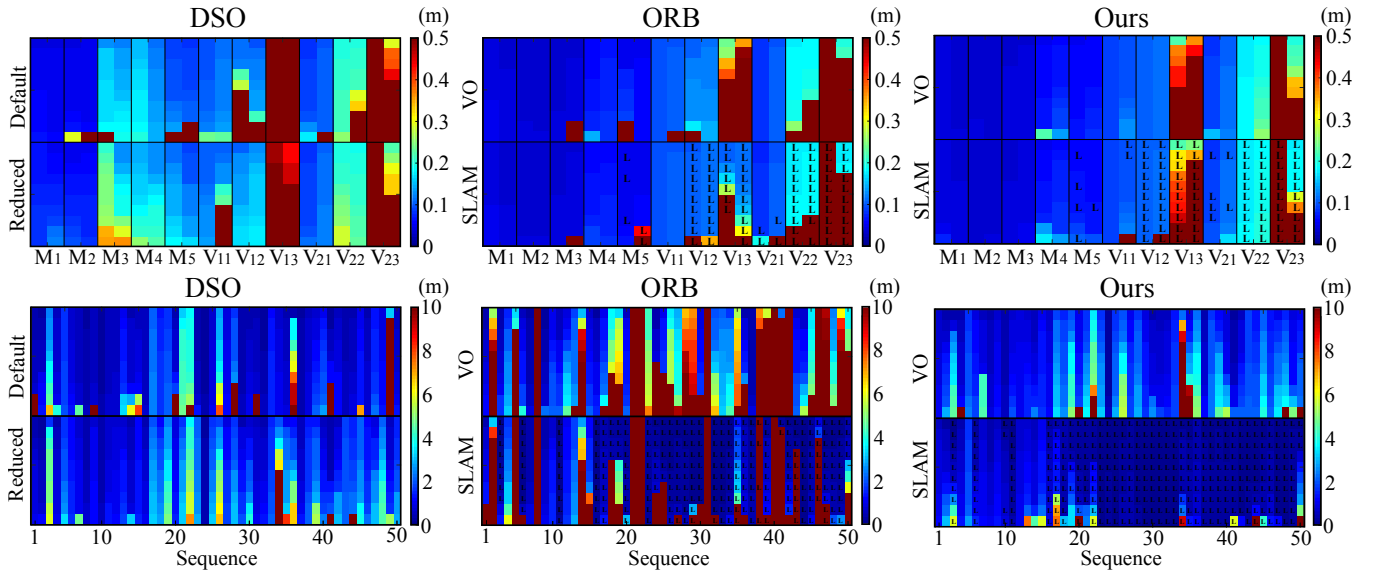 DSO
(m)
Default
Reduced
0.5
0.4
0.3
0.2
0.1
0
M1 M2 M3 M4 M5 V11 V12 V13 V21 V22 V23
ORB
(m)
VO
SLAM
L
0.5
0.4
0.3
0.2
0.1
0
M1 M2 M3 M4 M5 V11 V12 V13 V21 V22 V23
Ours
(m)
VO
SLAM
L
0.5
0.4
0.3
0.2
0.1
0
M1 M2 M3 M4 M5 V11 V12 V13 V21 V22 V23
DSO
(m)
Default
Reduced
10
8
6
4
2
0
1 10 20 30 40 50
Sequence
ORB
(m)
VO
SLAM
L
10
8
6
4
2
0
1 10 20 30 40 50
Sequence
Ours
(m)
VO
SLAM
L
10
8
6
4
2
0
1 10 20 30 40 50
Sequence